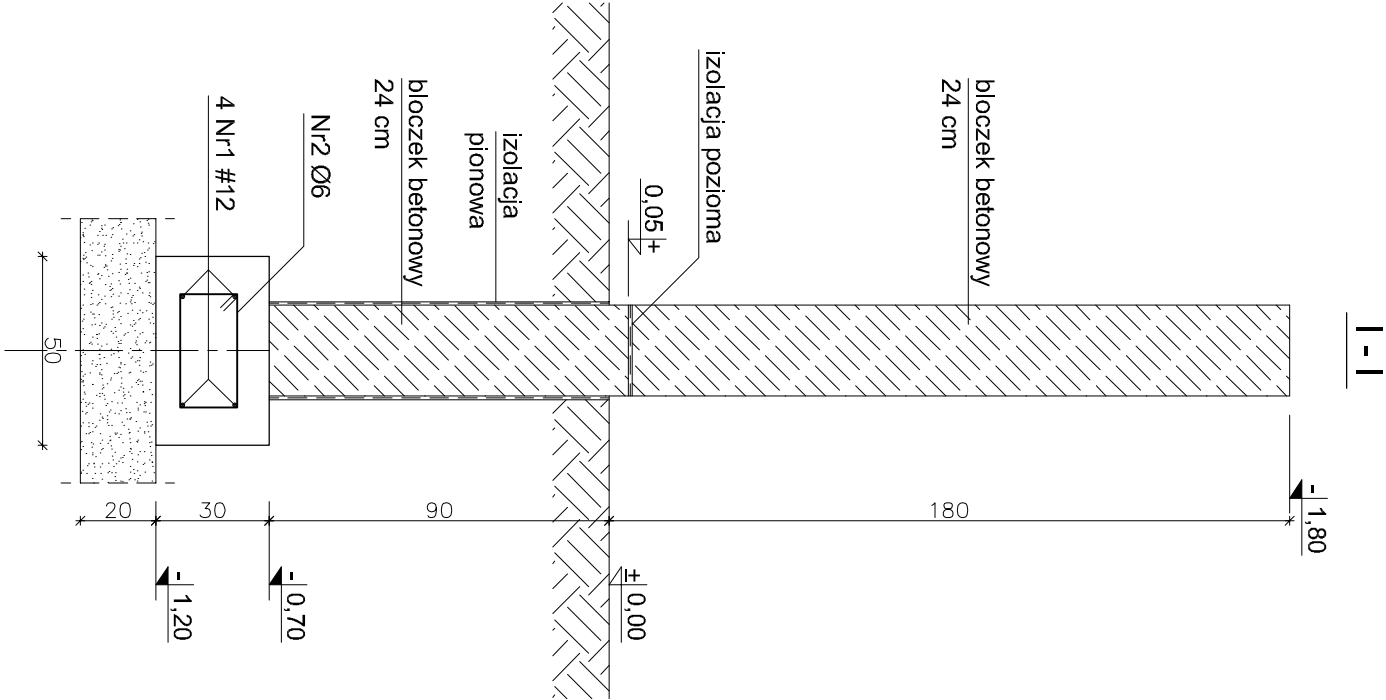 I - I
- 1,80
bloczek betonowy
24 cm
180
izolacja pozioma
0,05 +
± 0,00
izolacja
pionowa
bloczek betonowy
24 cm
90
- 0,70
Nr2 Ø6
4 Nr1 #12
30
- 1,20
20
50